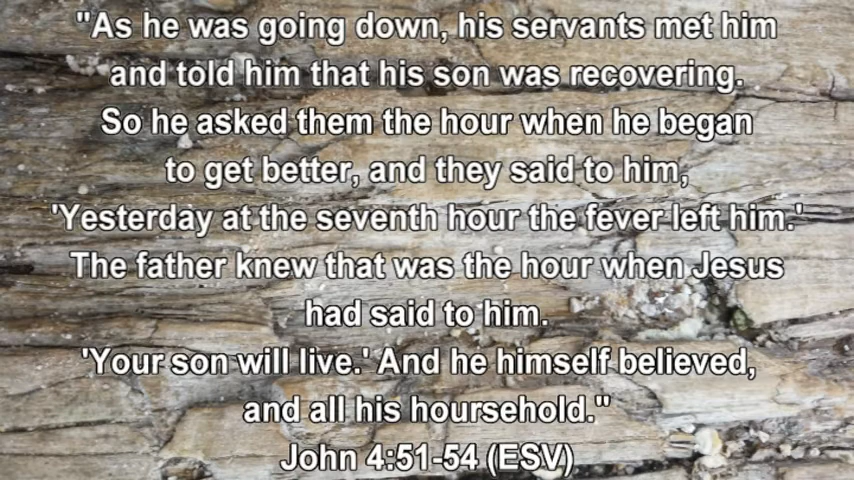 "As he was going down, his servants met him
and told him that his son was recovering.
So he asked them the hour when he began
to get better, and they said to him,
'Yesterday at the seventh hour the fever left him.'
The father knew that was the hour when Jesus
had said to him.
'Your son will live.' And he himself believed,
and all his hoursehold."
John 4:51-54 (ESV)